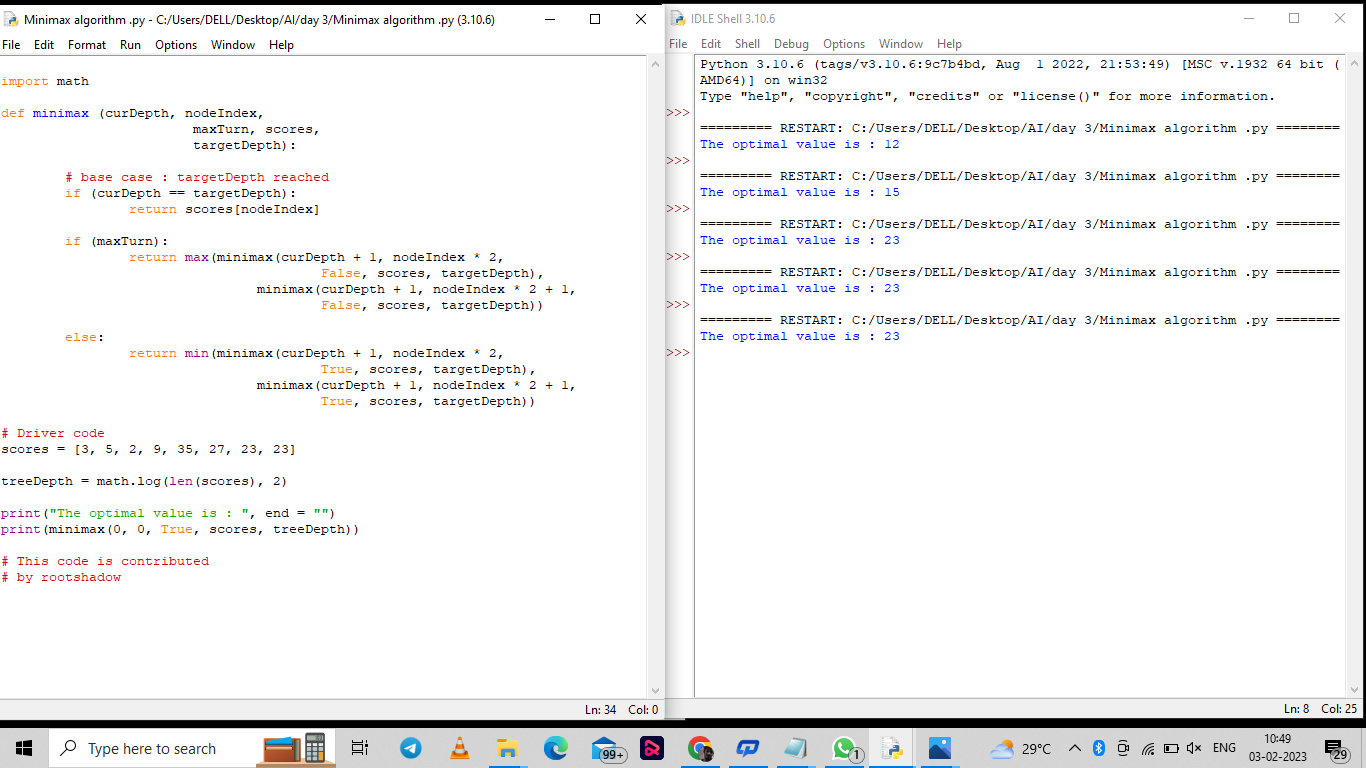 Minimax algorithm .py - C:/Users/DELL/Desktop/AI/day 3/Minimax algorithm .py (3.10.6)
File Edit Format Run Options Window Help
import math
def minimax (curDepth, nodeIndex,
maxTurn, scores,
targetDepth):
# base case : targetDepth reached
if (curDepth == targetDepth):
return scores[nodeIndex]
if (maxTurn):
return max(minimax(curDepth + 1, nodeIndex * 2,
False, scores, targetDepth),
minimax(curDepth + 1, nodeIndex * 2 + 1,
False, scores, targetDepth))
else:
return min(minimax(curDepth + 1, nodeIndex * 2,
True, scores, targetDepth),
minimax(curDepth + 1, nodeIndex * 2 + 1,
True, scores, targetDepth))
# Driver code
scores = [3, 5, 2, 9, 35, 27, 23, 23]
treeDepth = math.log(len(scores), 2)
print("The optimal value is : ", end = "")
print(minimax(0, 0, True, scores, treeDepth))
# This code is contributed
# by rootshadow
Ln: 34 Col: 0
IDLE Shell 3.10.6
File Edit Shell Debug Options Window Help
Python 3.10.6 (tags/v3.10.6:9c7b4bd, Aug  1 2022, 21:53:49) [MSC v.1932 64 bit (
AMD64)] on win32
Type "help", "copyright", "credits" or "license()" for more information.
>>>
========= RESTART: C:/Users/DELL/Desktop/AI/day 3/Minimax algorithm .py ========
The optimal value is : 12
>>>
========= RESTART: C:/Users/DELL/Desktop/AI/day 3/Minimax algorithm .py ========
The optimal value is : 15
>>>
========= RESTART: C:/Users/DELL/Desktop/AI/day 3/Minimax algorithm .py ========
The optimal value is : 23
>>>
========= RESTART: C:/Users/DELL/Desktop/AI/day 3/Minimax algorithm .py ========
The optimal value is : 23
>>>
========= RESTART: C:/Users/DELL/Desktop/AI/day 3/Minimax algorithm .py ========
The optimal value is : 23
>>>
Ln: 8 Col: 25
Type here to search
99+
1
29°C
ENG
10:49
03-02-2023
29